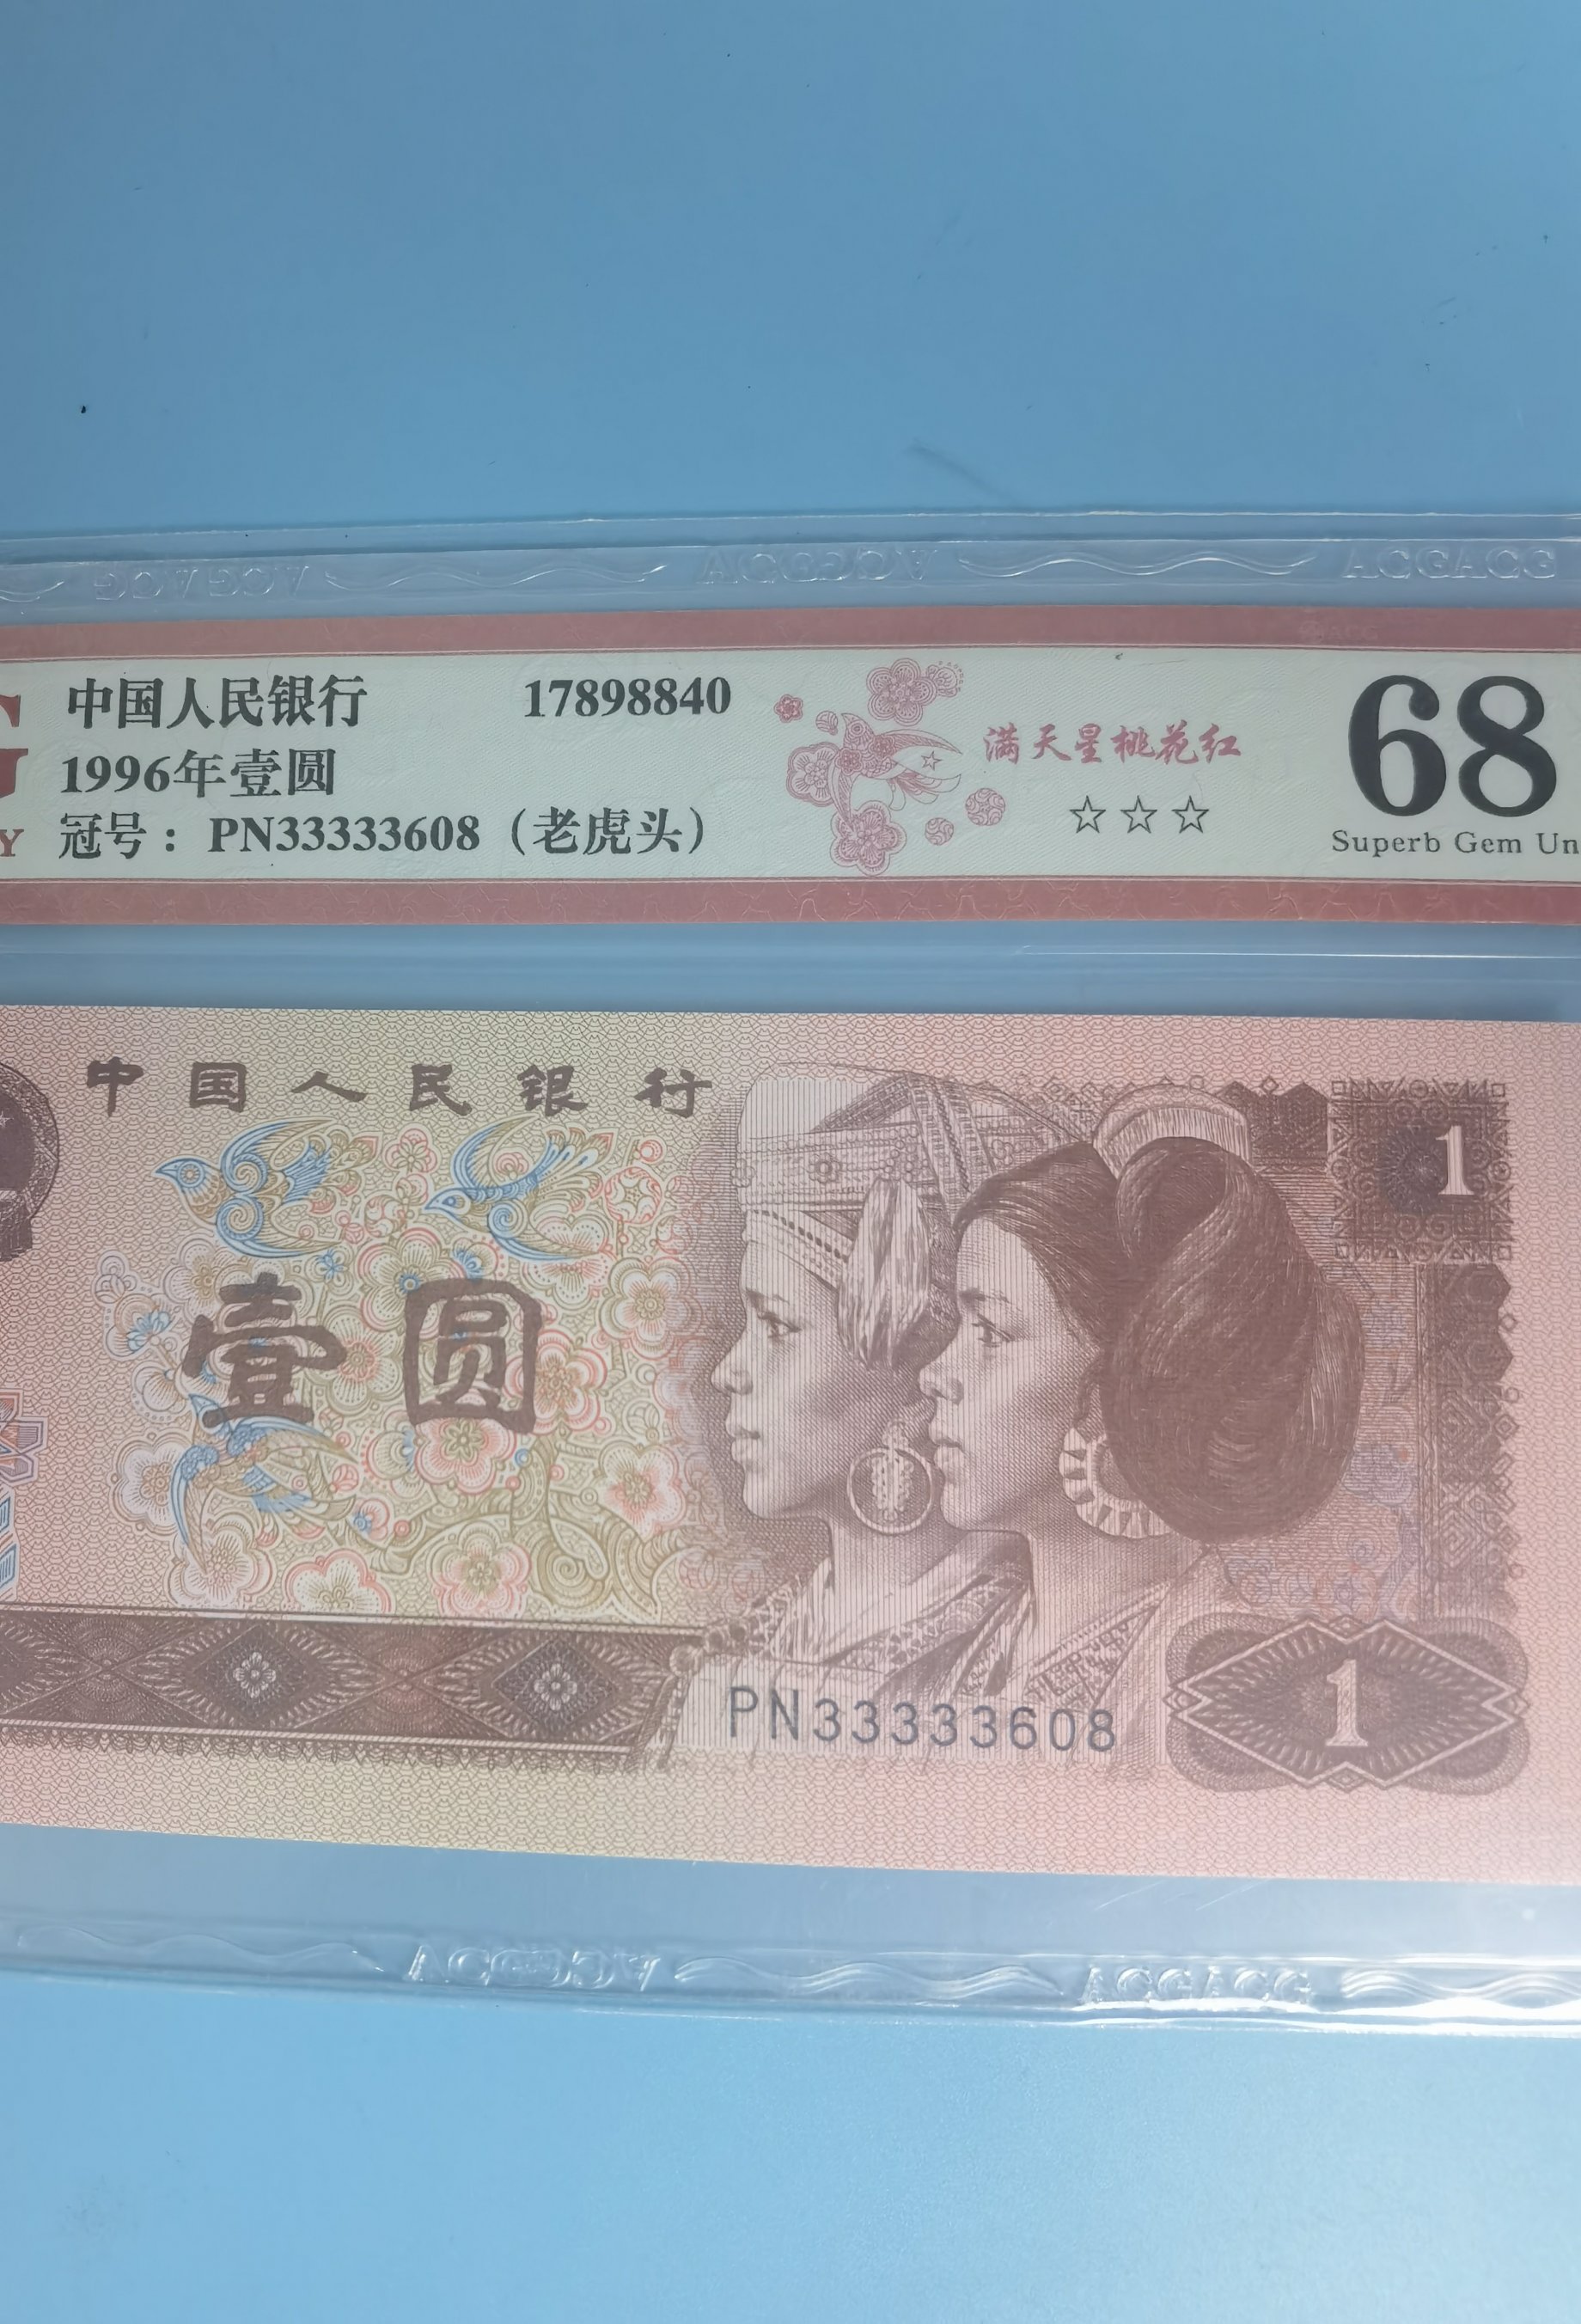 ACGACG
中国人民银行 17898840
1996年壹圆
冠号：PN33333608（老虎头）
满天星桃花红
☆☆☆
68
Superb Gem Un
G
Y
中国人民银行
1
壹圆
PN33333608
1
ACGACG